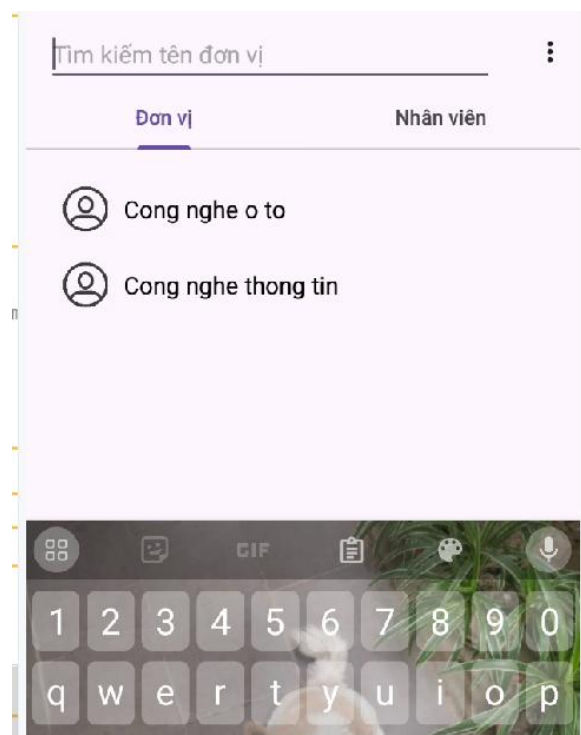 Tìm kiếm tên đơn vị
Đơn vị Nhân viên
Cong nghe o to
Cong nghe thong tin
GIF
1 2 3 4 5 6 7 8 9 0
q w e r t y u i o p